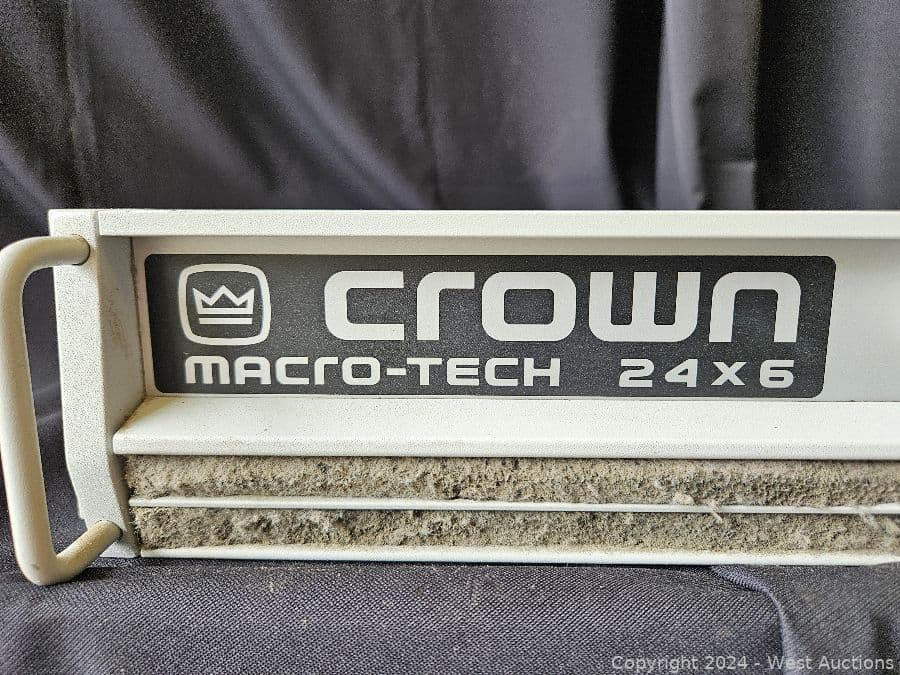 crown
MACRO-TECH 24x6
Copyright 2024 - West Auctions